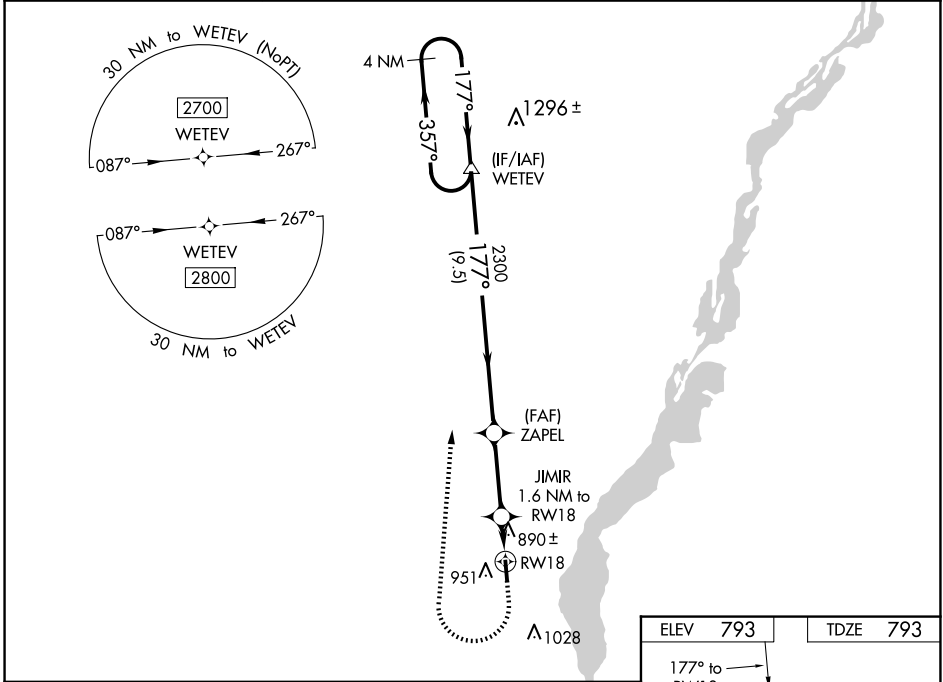 30 NM to WETEV (NoPT)
2700
WETEV
087°
267°
087°
267°
WETEV
2800
30 NM to WETEV
4 NM
177°
357°
1296 ±
(IF/IAF)
WETEV
2300
177°
(9.5)
(FAF)
ZAPEL
JIMIR
1.6 NM to
RW18
890 ±
RW18
951
1028
ELEV 793
TDZE 793
177° to